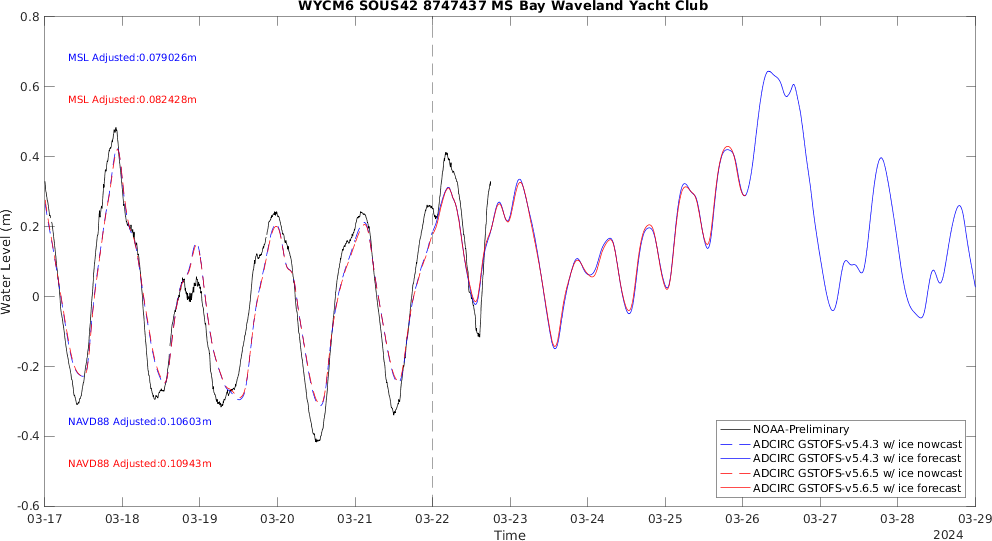 WYCM6 SOUS42 8747437 MS Bay Waveland Yacht Club
0.8
0.6
0.4
0.2
0
-0.2
-0.4
-0.6
Water Level (m)
MSL Adjusted:0.079026m
MSL Adjusted:0.082428m
NAVD88 Adjusted:0.10603m
NAVD88 Adjusted:0.10943m
NOAA-Preliminary
ADCIRC GSTOFS-v5.4.3 w/ ice nowcast
ADCIRC GSTOFS-v5.4.3 w/ ice forecast
ADCIRC GSTOFS-v5.6.5 w/ ice nowcast
ADCIRC GSTOFS-v5.6.5 w/ ice forecast
03-17 03-18 03-19 03-20 03-21 03-22 03-23 03-24 03-25 03-26 03-27 03-28 03-29
Time
2024